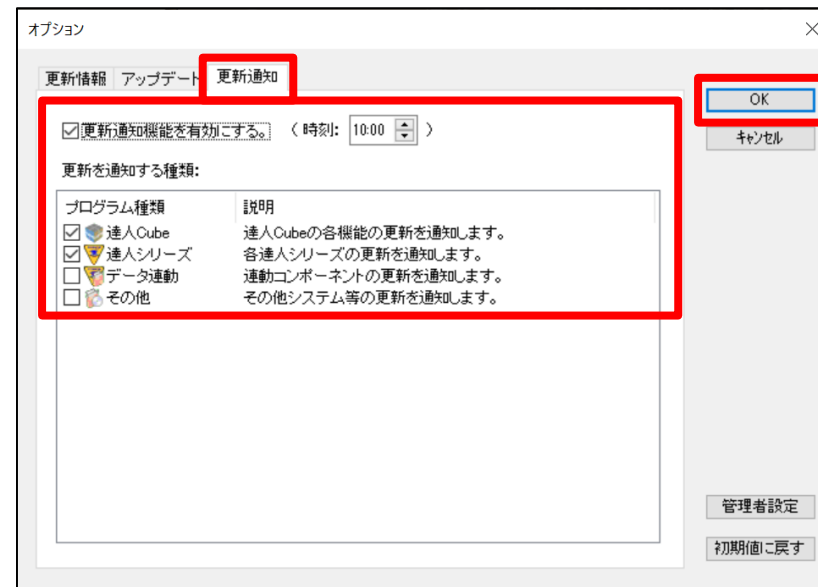 オプション
更新情報 アップデート 更新通知
OK
キャンセル
更新通知機能を有効にする。 （時刻: 10:00 ）
更新を通知する種類:
プログラム種類 説明
達人Cube 達人Cubeの各機能の更新を通知します。
達人シリーズ 各達人シリーズの更新を通知します。
データ連動 連動コンポーネントの更新を通知します。
その他 その他システム等の更新を通知します。
管理者設定
初期値に戻す